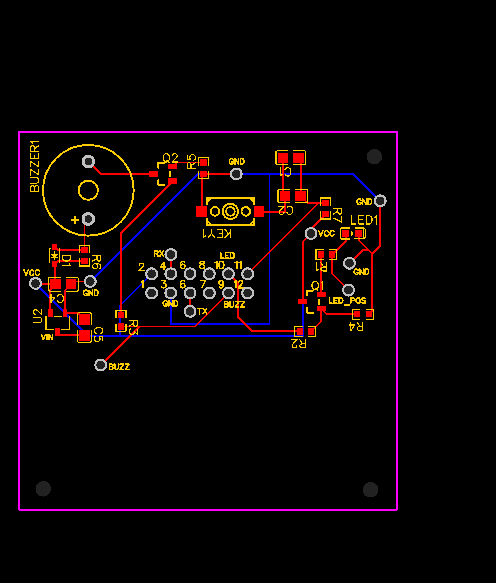 BUZZER1
Q2
R5
GND
C1
C2
GND
R7
LED1
VCC
KEY1
+
RX
LED
R6
D1
R1
GND
2 4 6 8 10 11
VCC
C4
GND
1 3 6 7 9 12
GND
BUZZ
Q1
LED_POS
TX
U2
R3
R4
VIN
C5
R2
BUZZ